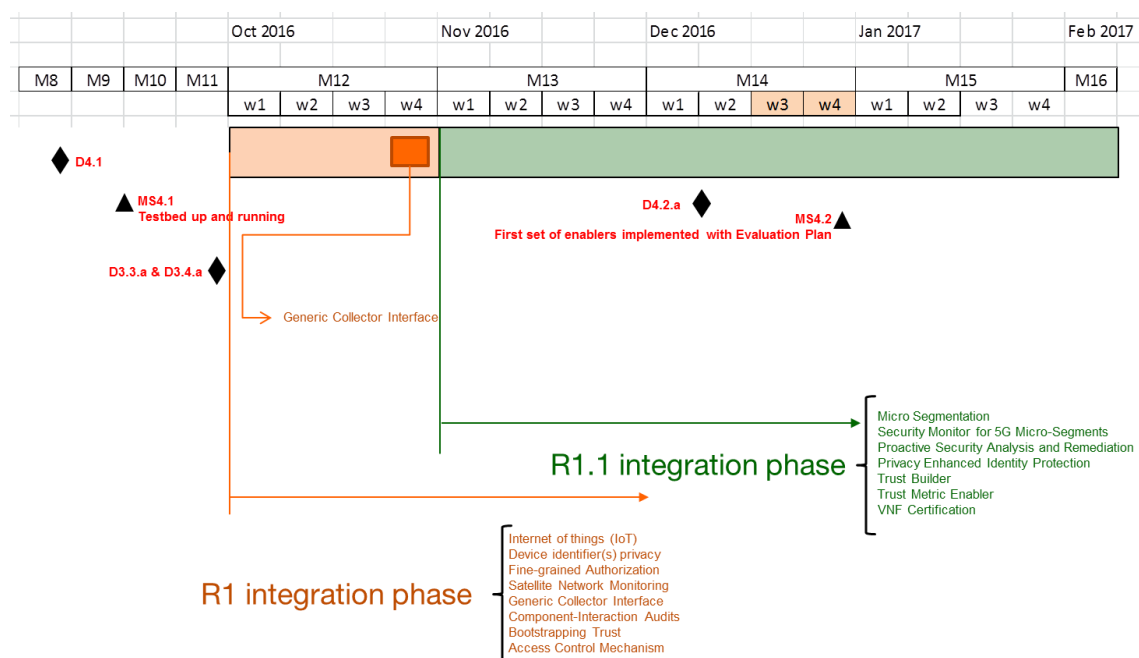 Oct 2016 Nov 2016 Dec 2016 Jan 2017 Feb 2017
M8 M9 M10 M11 M12 M13 M14 M15 M16
w1 w2 w3 w4 w1 w2 w3 w4 w1 w2 w3 w4 w1 w2 w3 w4
D4.1
MS4.1
Testbed up and running
D4.2.a
MS4.2
First set of enablers implemented with Evaluation Plan
D3.3.a & D3.4.a
Generic Collector Interface
R1.1 integration phase
Micro Segmentation
Security Monitor for 5G Micro-Segments
Proactive Security Analysis and Remediation
Privacy Enhanced Identity Protection
Trust Builder
Trust Metric Enabler
VNF Certification
R1 integration phase
Internet of things (IoT)
Device identifier(s) privacy
Fine-grained Authorization
Satellite Network Monitoring
Generic Collector Interface
Component-Interaction Audits
Bootstrapping Trust
Access Control Mechanism